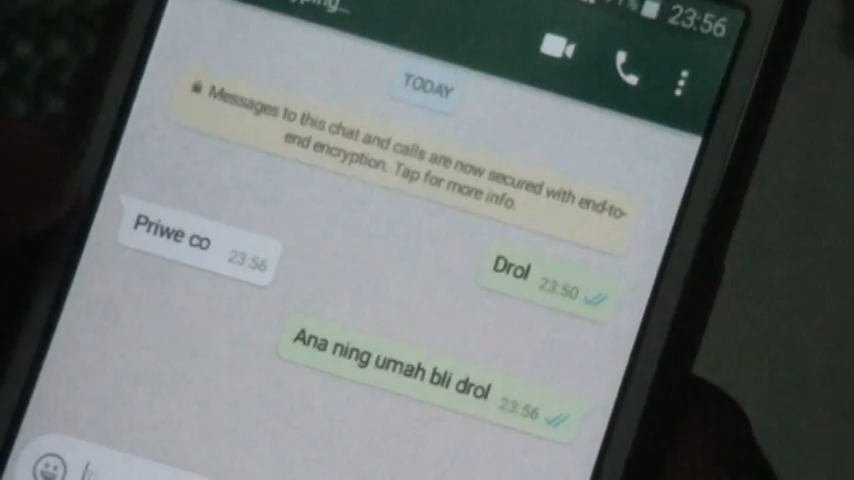 23:56
TODAY
Messages to this chat and calls are now secured with end-to-
end encryption. Tap for more info.
Drol 23:50
Priwe co 23:56
Ana ning umah bli drol 23:56